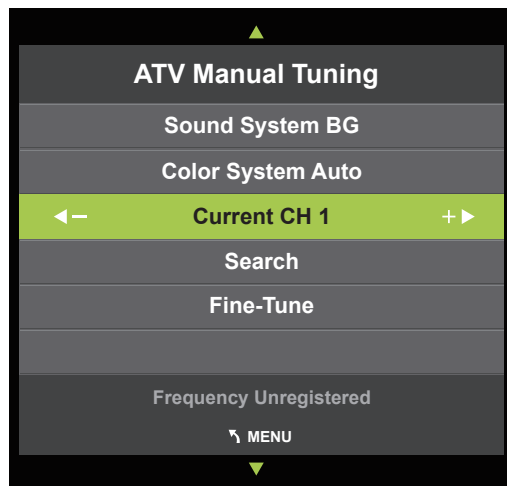 ATV Manual Tuning
Sound System BG
Color System Auto
Current CH 1
Search
Fine-Tune
Frequency Unregistered
MENU